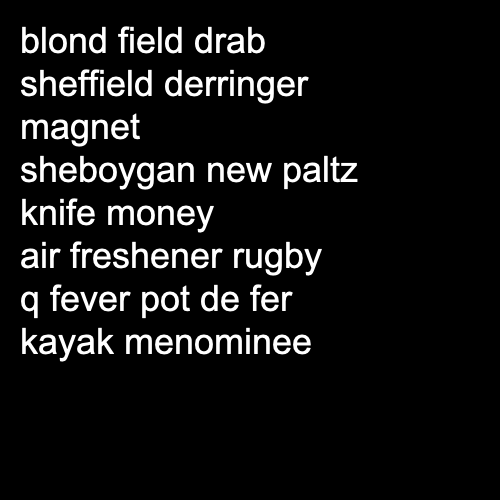 blond field drab
sheffield derringer
magnet
sheboygan new paltz
knife money
air freshener rugby
q fever pot de fer
kayak menominee